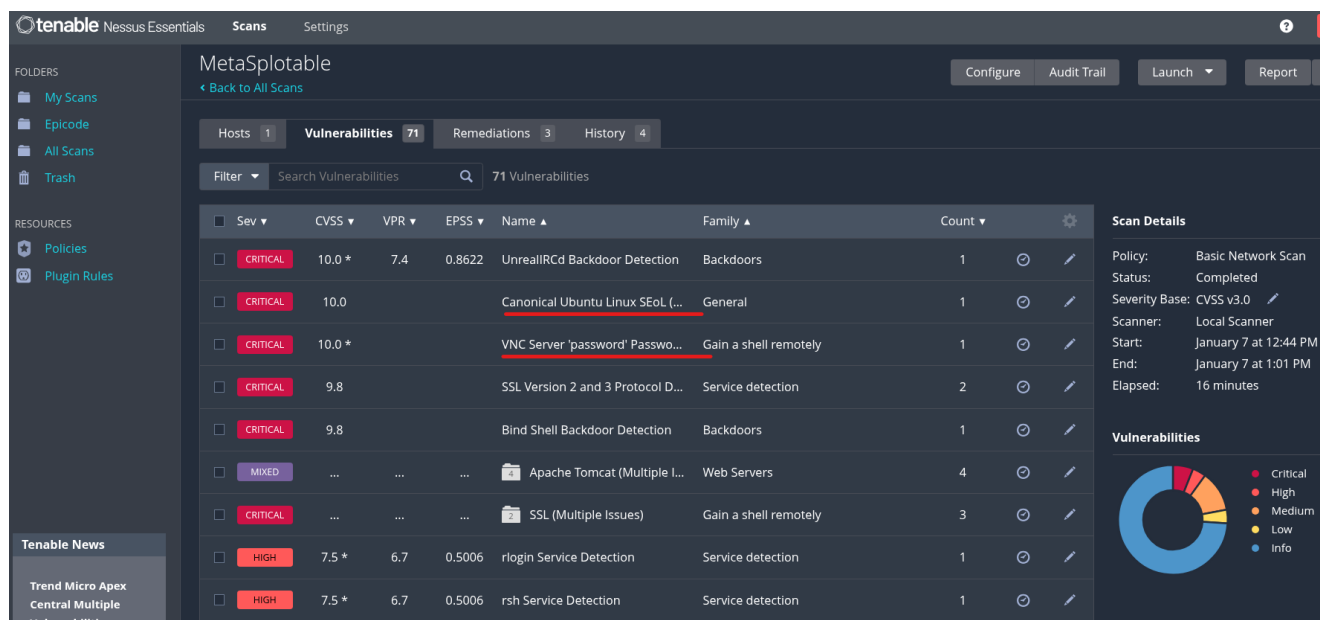 tenable Nessus Essentials Scans Settings
FOLDERS
My Scans
Epicode
All Scans
Trash
RESOURCES
Policies
Plugin Rules
Tenable News
Trend Micro Apex
Central Multiple
MetaSplotable
Back to All Scans
Configure Audit Trail Launch Report
Hosts 1 Vulnerabilities 71 Remediations 3 History 4
Filter Search Vulnerabilities 71 Vulnerabilities
Sev CVSS VPR EPSS Name Family Count
CRITICAL 10.0 * 7.4 0.8622 UnrealIRCd Backdoor Detection Backdoors 1
CRITICAL 10.0 Canonical Ubuntu Linux SEoL (... General 1
CRITICAL 10.0 * VNC Server 'password' Passwo... Gain a shell remotely 1
CRITICAL 9.8 SSL Version 2 and 3 Protocol D... Service detection 2
CRITICAL 9.8 Bind Shell Backdoor Detection Backdoors 1
MIXED ... ... ... 4 Apache Tomcat (Multiple I... Web Servers 4
CRITICAL ... ... ... 2 SSL (Multiple Issues) Gain a shell remotely 3
HIGH 7.5 * 6.7 0.5006 rlogin Service Detection Service detection 1
HIGH 7.5 * 6.7 0.5006 rsh Service Detection Service detection 1
Scan Details
Policy: Basic Network Scan
Status: Completed
Severity Base: CVSS v3.0
Scanner: Local Scanner
Start: January 7 at 12:44 PM
End: January 7 at 1:01 PM
Elapsed: 16 minutes
Vulnerabilities
Critical
High
Medium
Low
Info